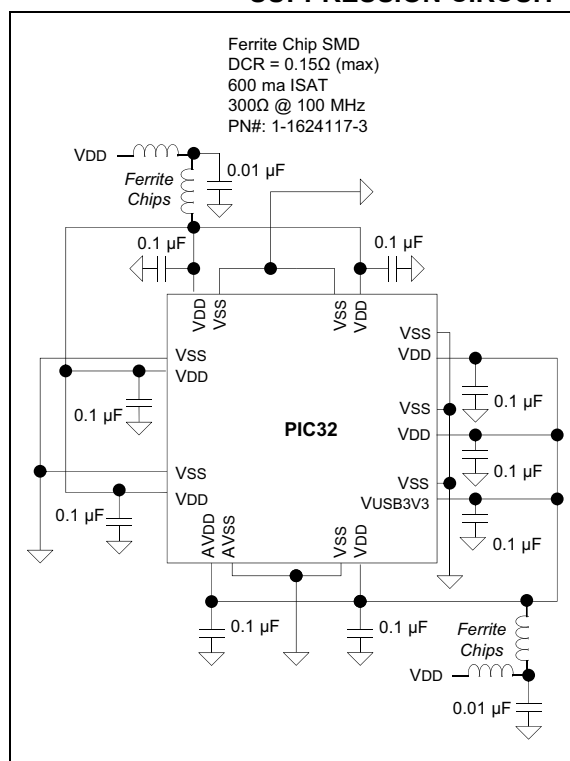 Ferrite Chip SMD
DCR = 0.15Ω (max)
600 ma ISAT
300Ω @ 100 MHz
PN#: 1-1624117-3
VDD
0.01 µF
Ferrite
Chips
0.1 µF
0.1 µF
VDD
VSS
VSS
VDD
VSS
VDD
0.1 µF
VSS
VDD
0.1 µF
PIC32
VSS
VDD
0.1 µF
VSS
VDD
0.1 µF
VSS
VUSB3V3
0.1 µF
AVDD
AVSS
VSS
VDD
0.1 µF
0.1 µF
Ferrite
Chips
VDD
0.01 µF